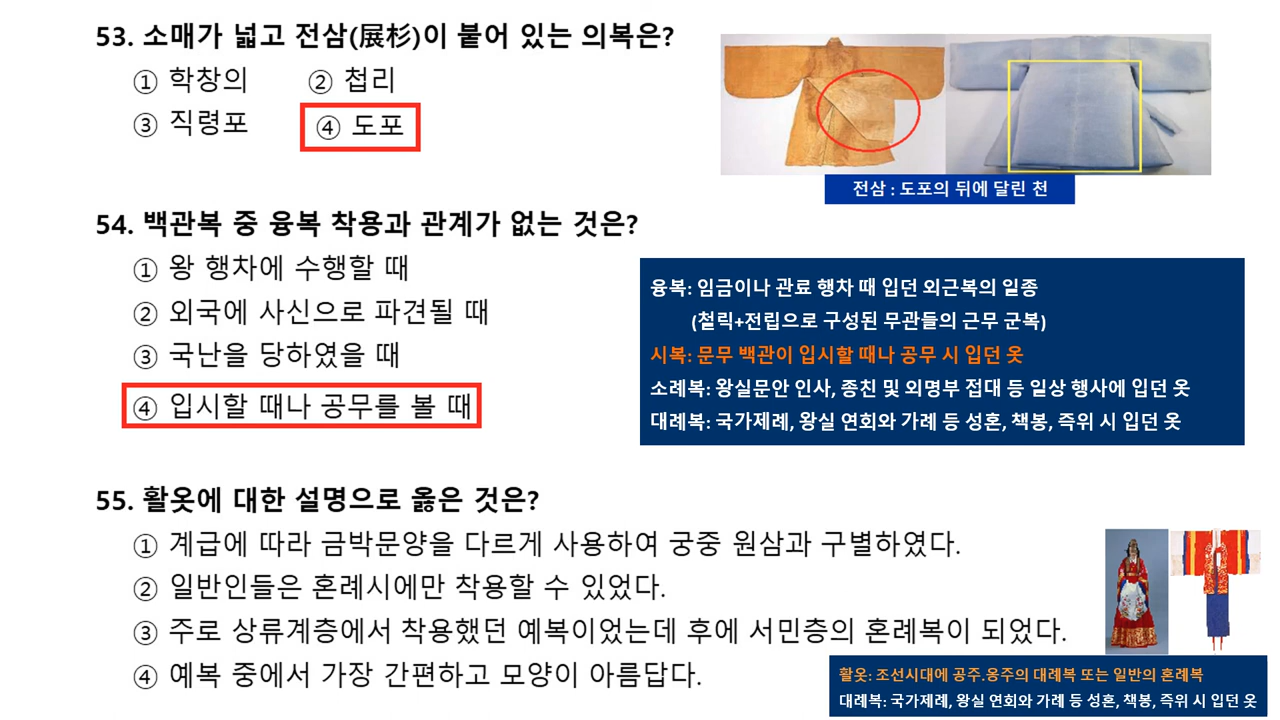 53. 소매가 넓고 전삼(展杉)이 붙어 있는 의복은?
① 학창의 ② 첩리
③ 직령포 ④ 도포
전삼 : 도포의 뒤에 달린 천
54. 백관복 중 융복 착용과 관계가 없는 것은?
① 왕 행차에 수행할 때
② 외국에 사신으로 파견될 때
③ 국난을 당하였을 때
④ 입시할 때나 공무를 볼 때
융복: 임금이나 관료 행차 때 입던 외근복의 일종
(철릭+전립으로 구성된 무관들의 근무 군복)
시복: 문무 백관이 입시할 때나 공무 시 입던 옷
소례복: 왕실문안 인사, 종친 및 외명부 접대 등 일상 행사에 입던 옷
대례복: 국가제례, 왕실 연회와 가례 등 성혼, 책봉, 즉위 시 입던 옷
55. 활옷에 대한 설명으로 옳은 것은?
① 계급에 따라 금박문양을 다르게 사용하여 궁중 원삼과 구별하였다.
② 일반인들은 혼례시에만 착용할 수 있었다.
③ 주로 상류계층에서 착용했던 예복이었는데 후에 서민층의 혼례복이 되었다.
④ 예복 중에서 가장 간편하고 모양이 아름답다.
활옷: 조선시대에 공주.옹주의 대례복 또는 일반의 혼례복
대례복: 국가제례, 왕실 연회와 가례 등 성혼, 책봉, 즉위 시 입던 옷